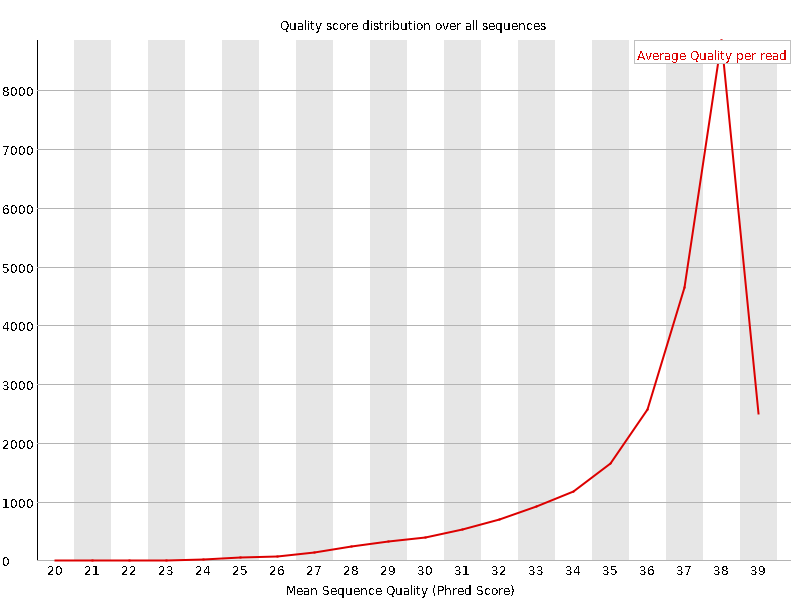 Quality score distribution over all sequences
Average Quality per read
8000
7000
6000
5000
4000
3000
2000
1000
0
20 21 22 23 24 25 26 27 28 29 30 31 32 33 34 35 36 37 38 39
Mean Sequence Quality (Phred Score)